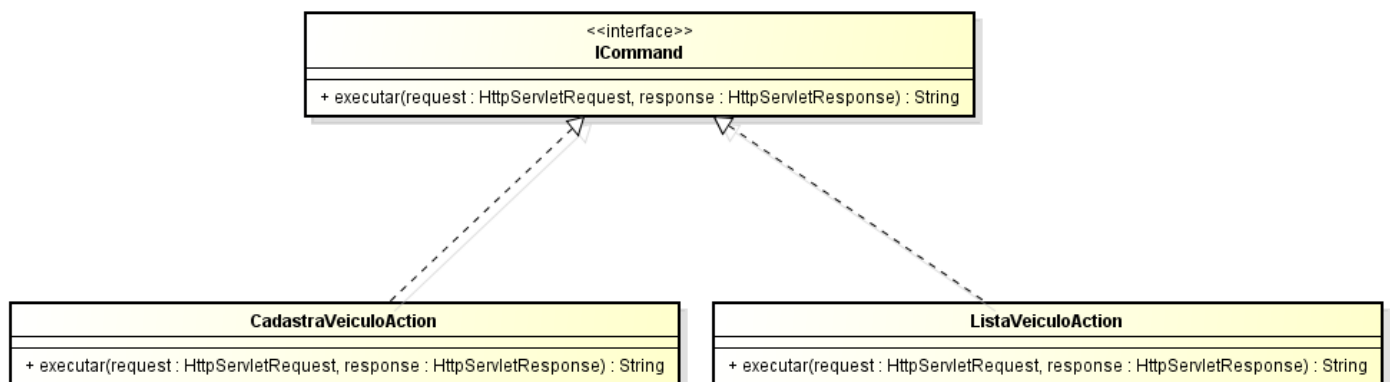 <<interface>>
ICommand
+ executar(request : HttpServletRequest, response : HttpServletResponse) : String
CadastraVeiculoAction
+ executar(request : HttpServletRequest, response : HttpServletResponse) : String
ListaVeiculoAction
+ executar(request : HttpServletRequest, response : HttpServletResponse) : String